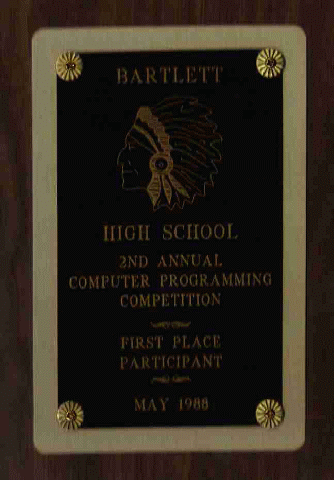 BARTLETT
HIGH SCHOOL
2ND ANNUAL
COMPUTER PROGRAMMING
COMPETITION
FIRST PLACE
PARTICIPANT
MAY 1988